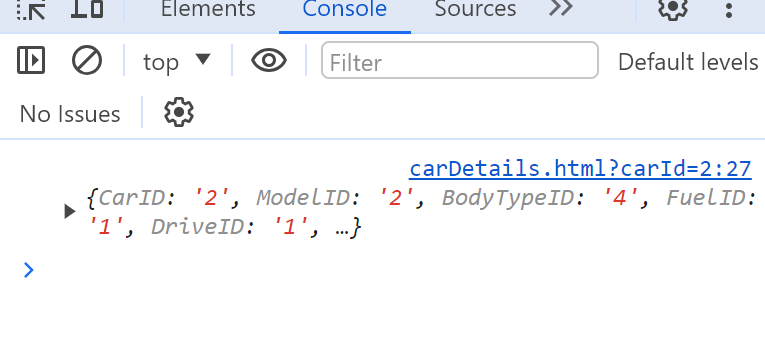 Elements Console Sources
top Filter Default levels
No Issues
carDetails.html?carId=2:27
{CarID: '2', ModelID: '2', BodyTypeID: '4', FuelID:
'1', DriveID: '1', …}